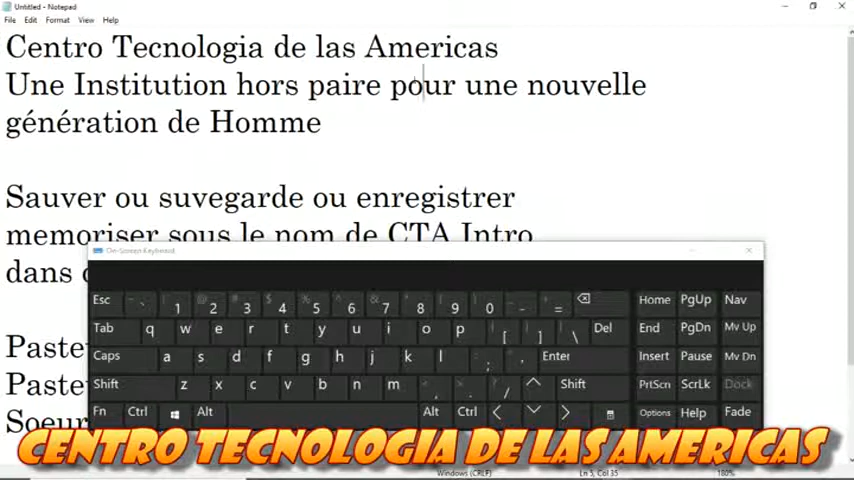 Untitled - Notepad
File Edit Format View Help
Centro Tecnologia de las Americas
Une Institution hors paire pour une nouvelle
génération de Homme
Sauver ou suvegarde ou enregistrer
memoriser sous le nom de CTA Intro
dans
On-Screen Keyboard
Esc ~ ` ! 1 @ 2 # 3 $ 4 % 5 ^ 6 & 7 * 8 ( 9 ) 0 _ - + = Home PgUp Nav
Tab q w e r t y u i o p { [ } ] | \ Del End PgDn Mv Up
Caps a s d f g h j k l : ; " ' Enter Insert Pause Mv Dn
Shift z x c v b n m < , > . ? / Shift PrtScn ScrLk Dock
Fn Ctrl Alt Alt Ctrl Options Help Fade
Paste
Paste
Soeur
CENTRO TECNOLOGIA DE LAS AMERICAS
Windows (CRLF) Ln 5, Col 35 180%